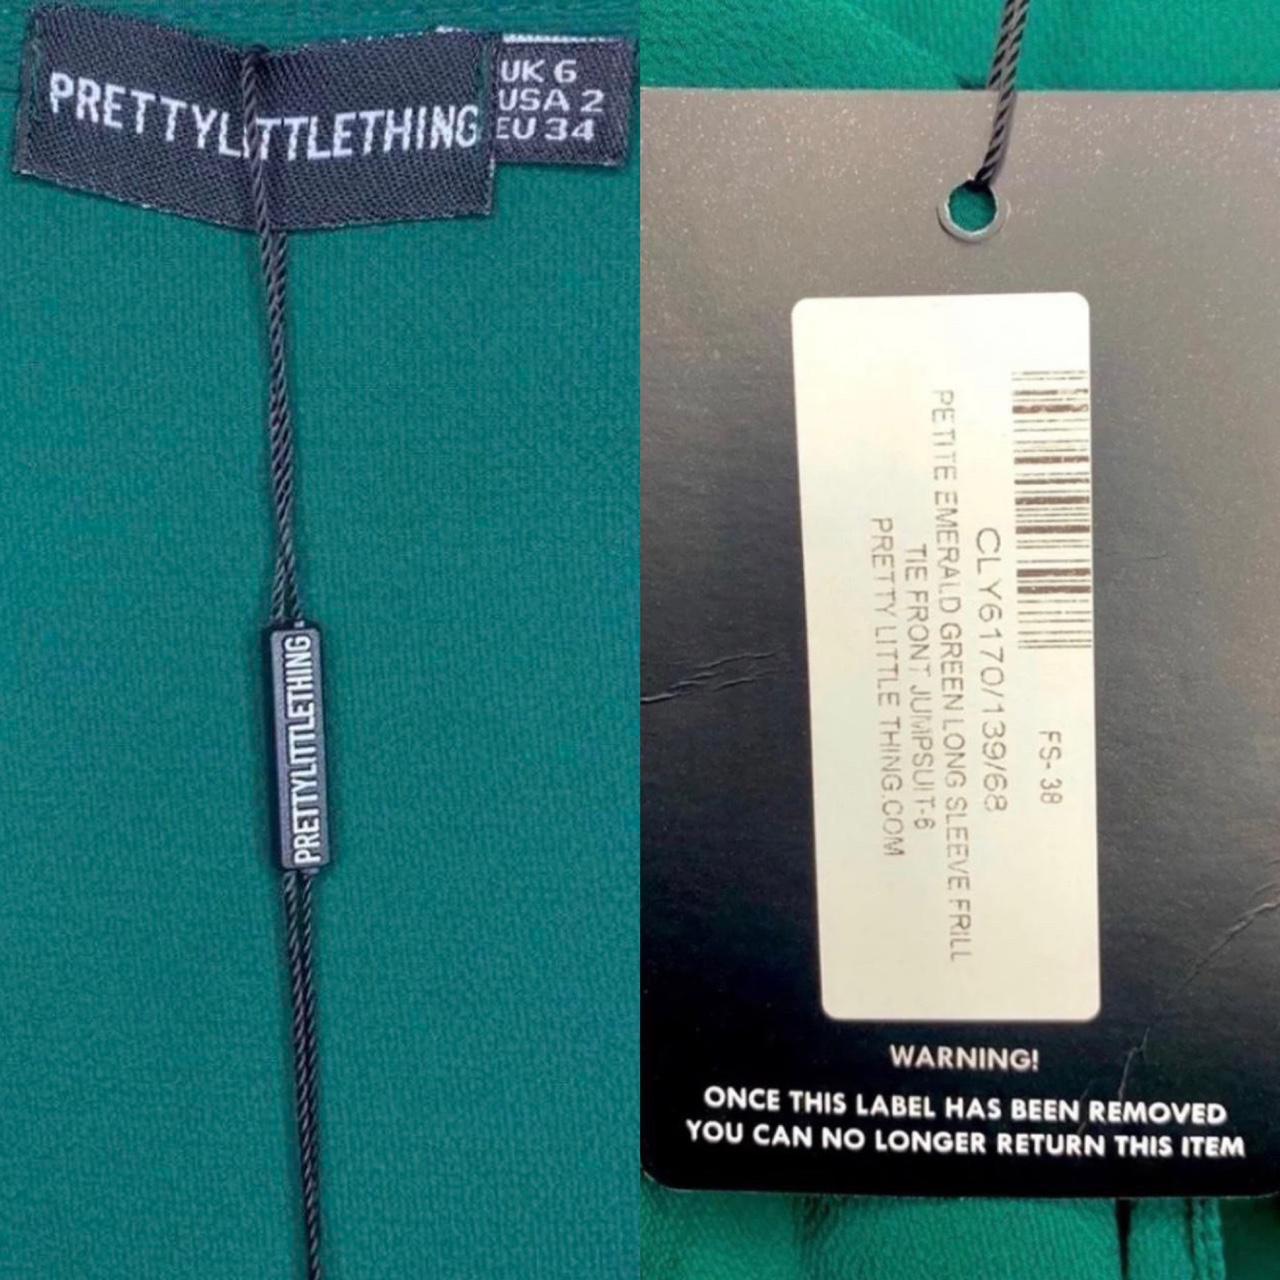 PRETTYLITTLETHING
UK 6
USA 2
EU 34
PRETTYLITTLETHING
FS-38
CLY6170/139/68
PETITE EMERALD GREEN LONG SLEEVE FRILL
TIE FRONT JUMPSUIT-6
PRETTY LITTLE THING.COM
WARNING!
ONCE THIS LABEL HAS BEEN REMOVED
YOU CAN NO LONGER RETURN THIS ITEM